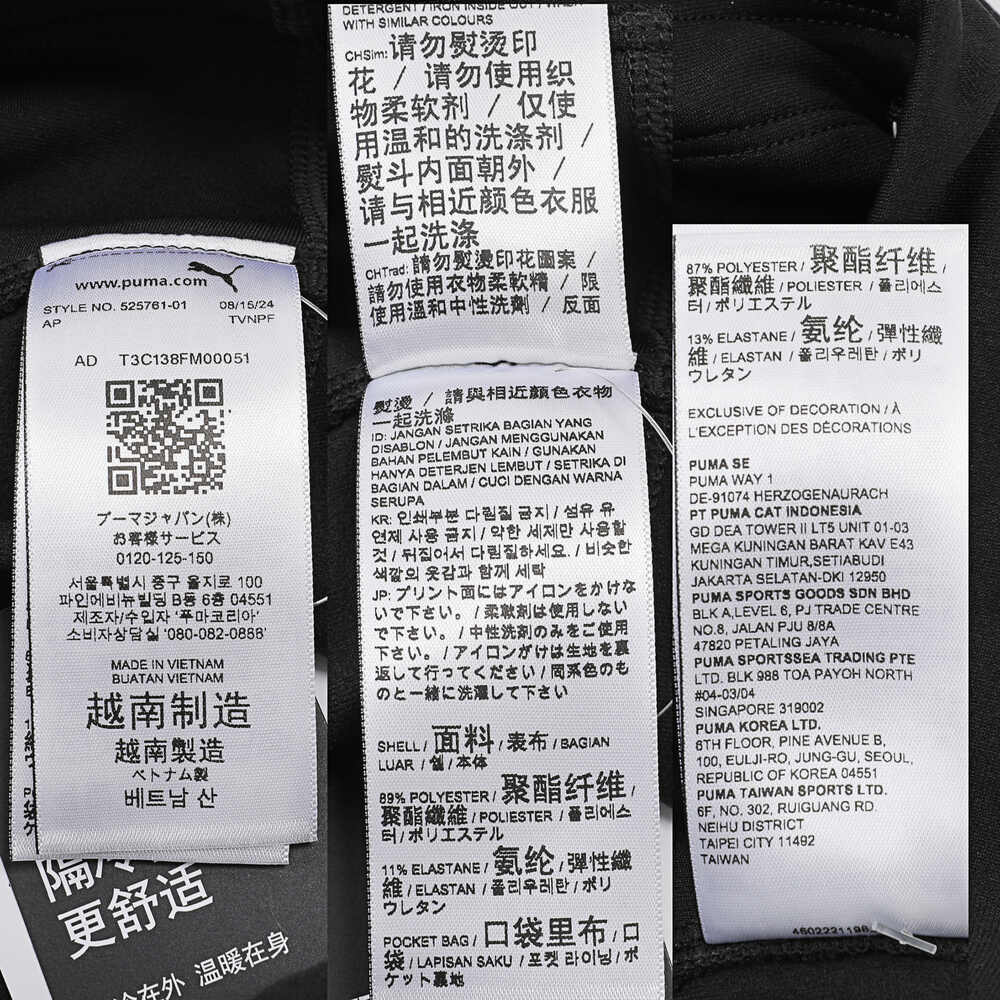 www.puma.com
STYLE NO. 525761-01 08/15/24
AP TVNPF
AD T3C138FM00051
プーマジャパン(株)
お客様サービス
0120-125-150
서울특별시 중구 을지로 100
파인에비뉴빌딩 B동 6층 04551
제조자/수입자 '푸마코리아'
소비자상담실 '080-082-0868'
MADE IN VIETNAM
BUATAN VIETNAM
越南制造
越南製造
ベトナム製
베트남 산
更舒适
温暖在身
DETERGENT / IRON INSIDE OUT / WASH
WITH SIMILAR COLOURS
CHSim:请勿熨烫印
花 / 请勿使用织
物柔软剂 / 仅使
用温和的洗涤剂 /
熨斗内面朝外 /
请与相近颜色衣服
一起洗涤
CHTrad: 請勿熨燙印花圖案 /
請勿使用衣物柔軟精 / 限
使用溫和中性洗劑 / 反面
熨燙 / 請與相近顏色衣物
一起洗滌
ID: JANGAN SETRIKA BAGIAN YANG
DISABLON / JANGAN MENGGUNAKAN
BAHAN PELEMBUT KAIN / GUNAKAN
HANYA DETERJEN LEMBUT / SETRIKA DI
BAGIAN DALAM / CUCI DENGAN WARNA
SERUPA
KR: 인쇄부분 다림질 금지 / 섬유 유
연제 사용 금지 / 약한 세제만 사용할
것 / 뒤집어서 다림질하세요. / 비슷한
색깔의 옷감과 함께 세탁
JP: プリント面にはアイロンをかけな
いで下さい。 / 柔軟剤は使用しない
で下さい。 / 中性洗剤のみをご使用
下さい。 / アイロンがけは生地を裏
返して行ってください / 同系色のも
のと一緒に洗濯して下さい
SHELL / 面料 / 表布 / BAGIAN
LUAR / 쉘 / 本体
89% POLYESTER / 聚酯纤维 /
聚酯纖維 / POLIESTER / 폴리에스
터 / ポリエステル
11% ELASTANE / 氨纶 / 彈性纖
維 / ELASTAN / 폴리우레탄 / ポリ
ウレタン
POCKET BAG / 口袋里布 / 口
袋 / LAPISAN SAKU / 포켓 라이닝 / ポ
ケット裏地
87% POLYESTER / 聚酯纤维 /
聚酯纖維 / POLIESTER / 폴리에스
터 / ポリエステル
13% ELASTANE / 氨纶 / 彈性纖
維 / ELASTAN / 폴리우레탄 / ポリ
ウレタン
EXCLUSIVE OF DECORATION / À
L'EXCEPTION DES DÉCORATIONS
PUMA SE
PUMA WAY 1
DE-91074 HERZOGENAURACH
PT PUMA CAT INDONESIA
GD DEA TOWER II LT5 UNIT 01-03
MEGA KUNINGAN BARAT KAV E43
KUNINGAN TIMUR,SETIABUDI
JAKARTA SELATAN-DKI 12950
PUMA SPORTS GOODS SDN BHD
BLK A,LEVEL 6, PJ TRADE CENTRE
NO.8, JALAN PJU 8/8A
47820 PETALING JAYA
PUMA SPORTSSEA TRADING PTE
LTD. BLK 988 TOA PAYOH NORTH
#04-03/04
SINGAPORE 319002
PUMA KOREA LTD.
6TH FLOOR, PINE AVENUE B,
100, EULJI-RO, JUNG-GU, SEOUL,
REPUBLIC OF KOREA 04551
PUMA TAIWAN SPORTS LTD.
6F, NO. 302, RUIGUANG RD.
NEIHU DISTRICT
TAIPEI CITY 11492
TAIWAN